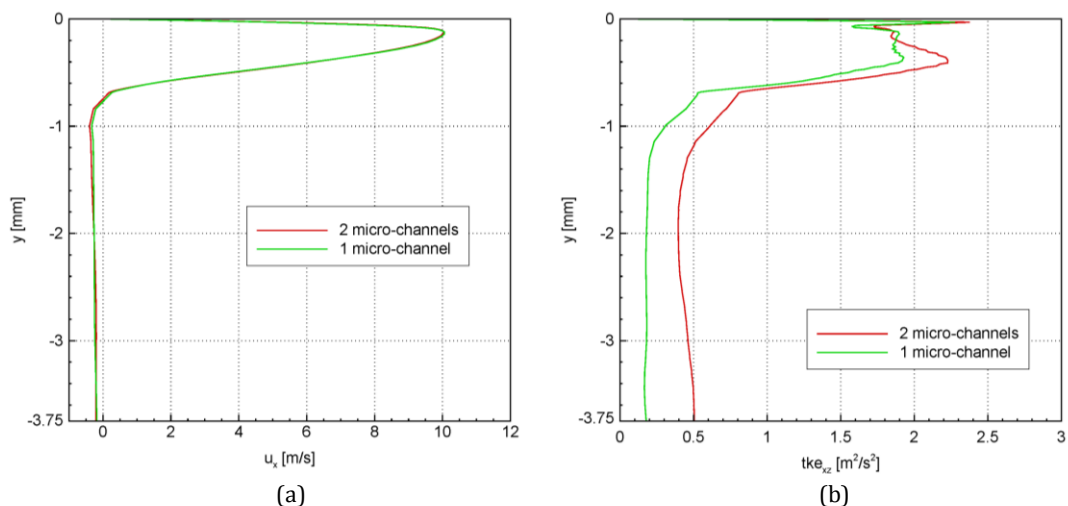 0
-1
-2
-3
-3.75
y [mm]
2 micro-channels
1 micro-channel
0 2 4 6 8 10 12
uₓ [m/s]
(a)
0
-1
-2
-3
-3.75
y [mm]
2 micro-channels
1 micro-channel
0 0.5 1 1.5 2 2.5 3
tke_xz [m²/s²]
(b)